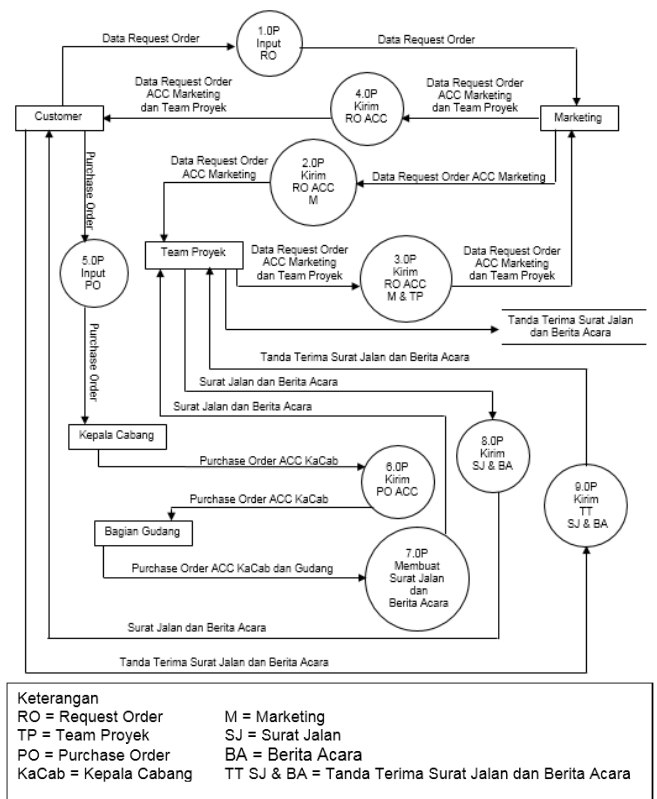 1.0P
Input
RO
Data Request Order
Data Request Order
Data Request Order
ACC Marketing
dan Team Proyek
4.0P
Kirim
RO ACC
Data Request Order
ACC Marketing
dan Team Proyek
Customer
Marketing
Data Request Order
ACC Marketing
2.0P
Kirim
RO ACC
M
Data Request Order ACC Marketing
Purchase Order
Team Proyek
Data Request Order
ACC Marketing
dan Team Proyek
3.0P
Kirim
RO ACC
M & TP
Data Request Order
ACC Marketing
dan Team Proyek
5.0P
Input
PO
Tanda Terima Surat Jalan
dan Berita Acara
Purchase Order
Tanda Terima Surat Jalan dan Berita Acara
Surat Jalan dan Berita Acara
Surat Jalan dan Berita Acara
Kepala Cabang
8.0P
Kirim
SJ & BA
Purchase Order ACC KaCab
6.0P
Kirim
PO ACC
9.0P
Kirim
TT
SJ & BA
Purchase Order ACC KaCab
Bagian Gudang
7.0P
Membuat
Surat Jalan
dan
Berita Acara
Purchase Order ACC KaCab dan Gudang
Surat Jalan dan Berita Acara
Tanda Terima Surat Jalan dan Berita Acara
Keterangan
RO = Request Order
M = Marketing
TP = Team Proyek
SJ = Surat Jalan
PO = Purchase Order
BA = Berita Acara
KaCab = Kepala Cabang
TT SJ & BA = Tanda Terima Surat Jalan dan Berita Acara